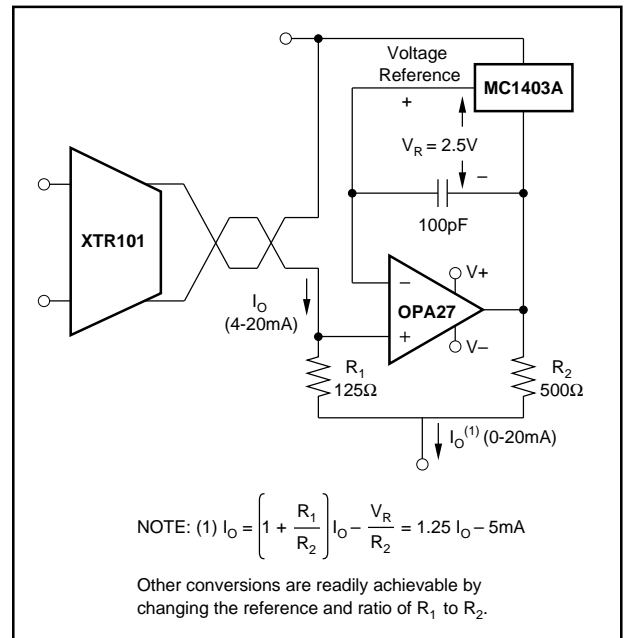 Voltage
Reference
MC1403A
+
V_R = 2.5V
–
100pF
XTR101
I_O
(4-20mA)
–
V+
OPA27
+
V–
R_1
125Ω
R_2
500Ω
I_O^(1) (0-20mA)
NOTE: (1) I_O = [1 + R_1/R_2] I_O – V_R/R_2 = 1.25 I_O – 5mA
Other conversions are readily achievable by
changing the reference and ratio of R_1 to R_2.